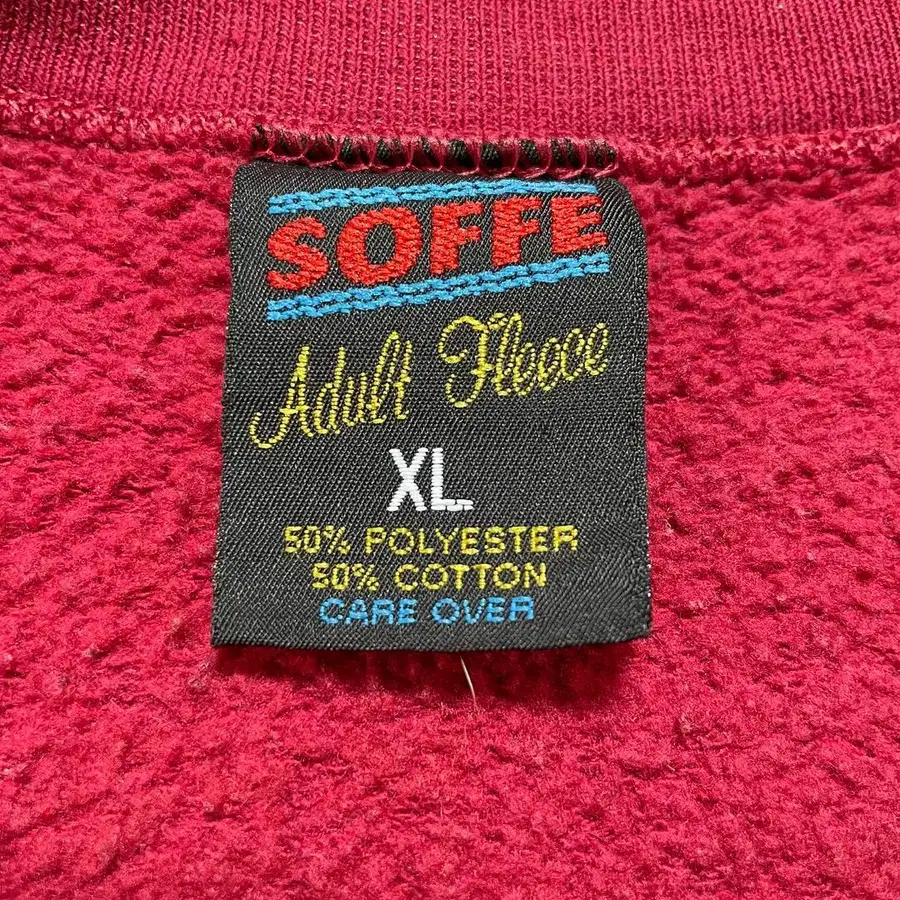 SOFFE
Adult Fleece
XL
50% POLYESTER
50% COTTON
CARE OVER